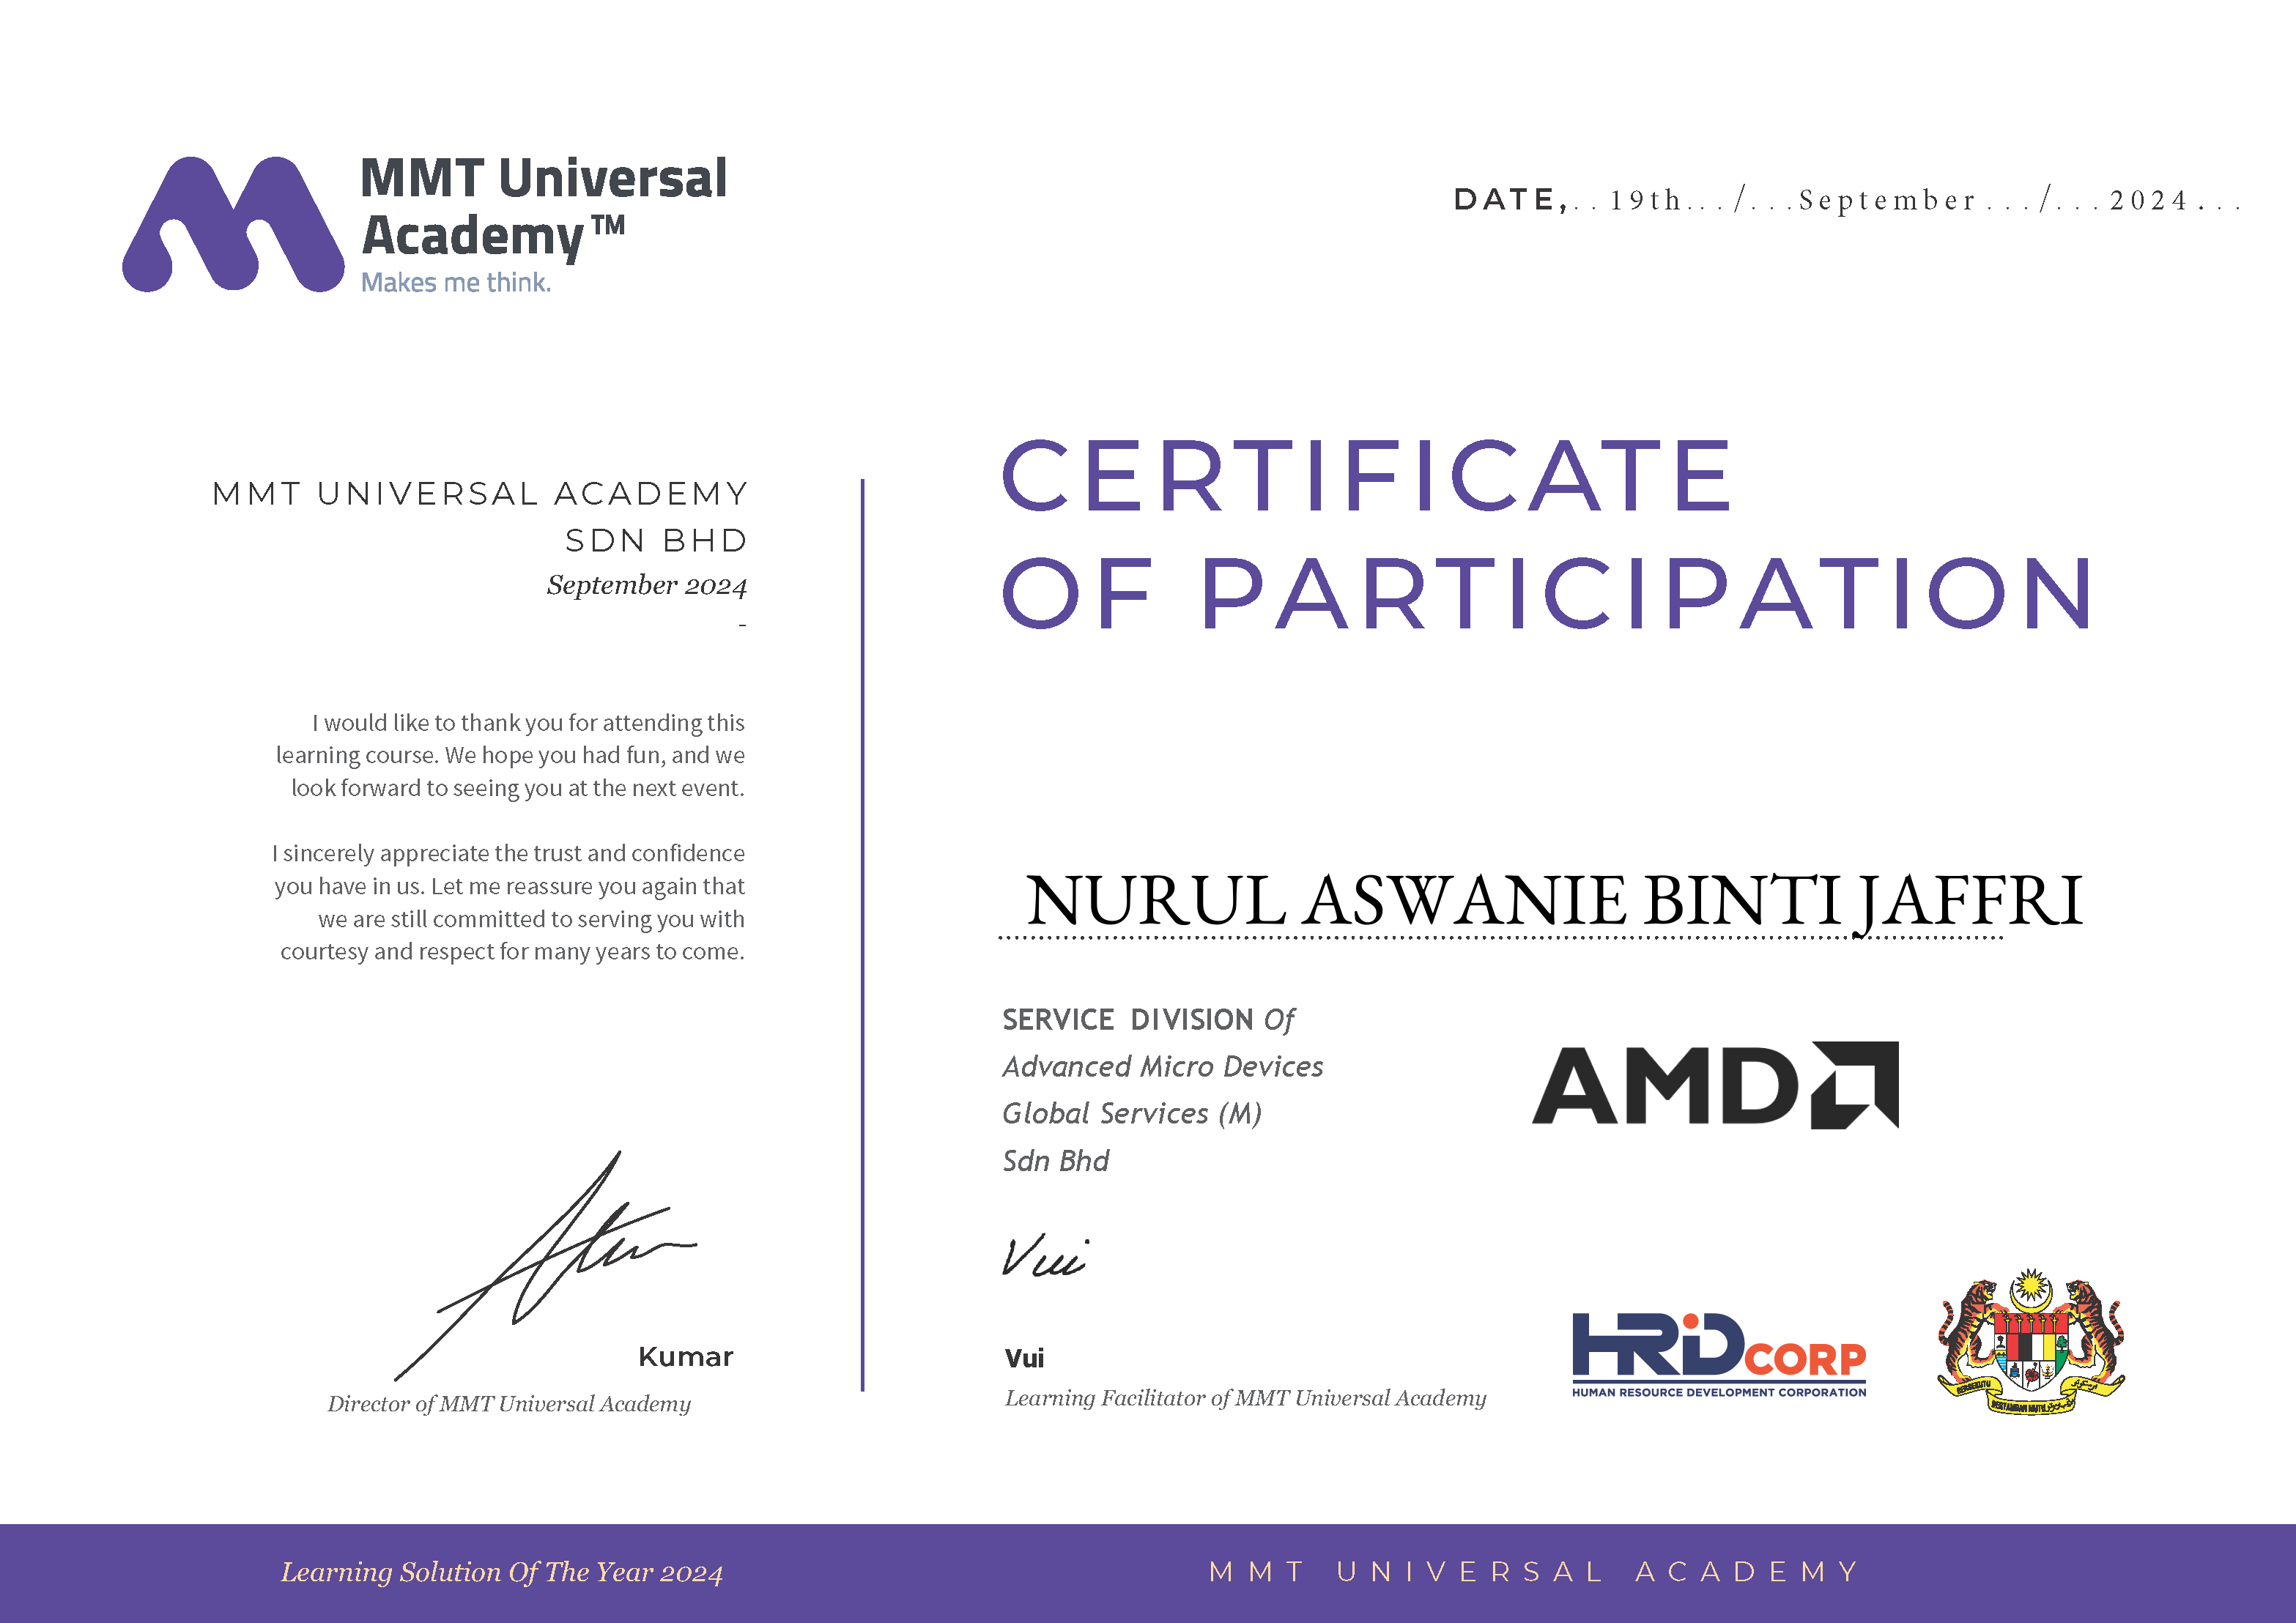 MMT Universal
Academy™
Makes me think.
DATE,. . 19th. . . /. . . September . . . /. . . 2024 . . .
MMT UNIVERSAL ACADEMY
SDN BHD
September 2024
-
I would like to thank you for attending this
learning course. We hope you had fun, and we
look forward to seeing you at the next event.
I sincerely appreciate the trust and confidence
you have in us. Let me reassure you again that
we are still committed to serving you with
courtesy and respect for many years to come.
Kumar
Director of MMT Universal Academy
CERTIFICATE
OF PARTICIPATION
NURUL ASWANIE BINTI JAFFRI
SERVICE DIVISION Of
Advanced Micro Devices
Global Services (M)
Sdn Bhd
AMD
Vui
Vui
Learning Facilitator of MMT Universal Academy
HRD CORP
HUMAN RESOURCE DEVELOPMENT CORPORATION
Learning Solution Of The Year 2024
MMT UNIVERSAL ACADEMY